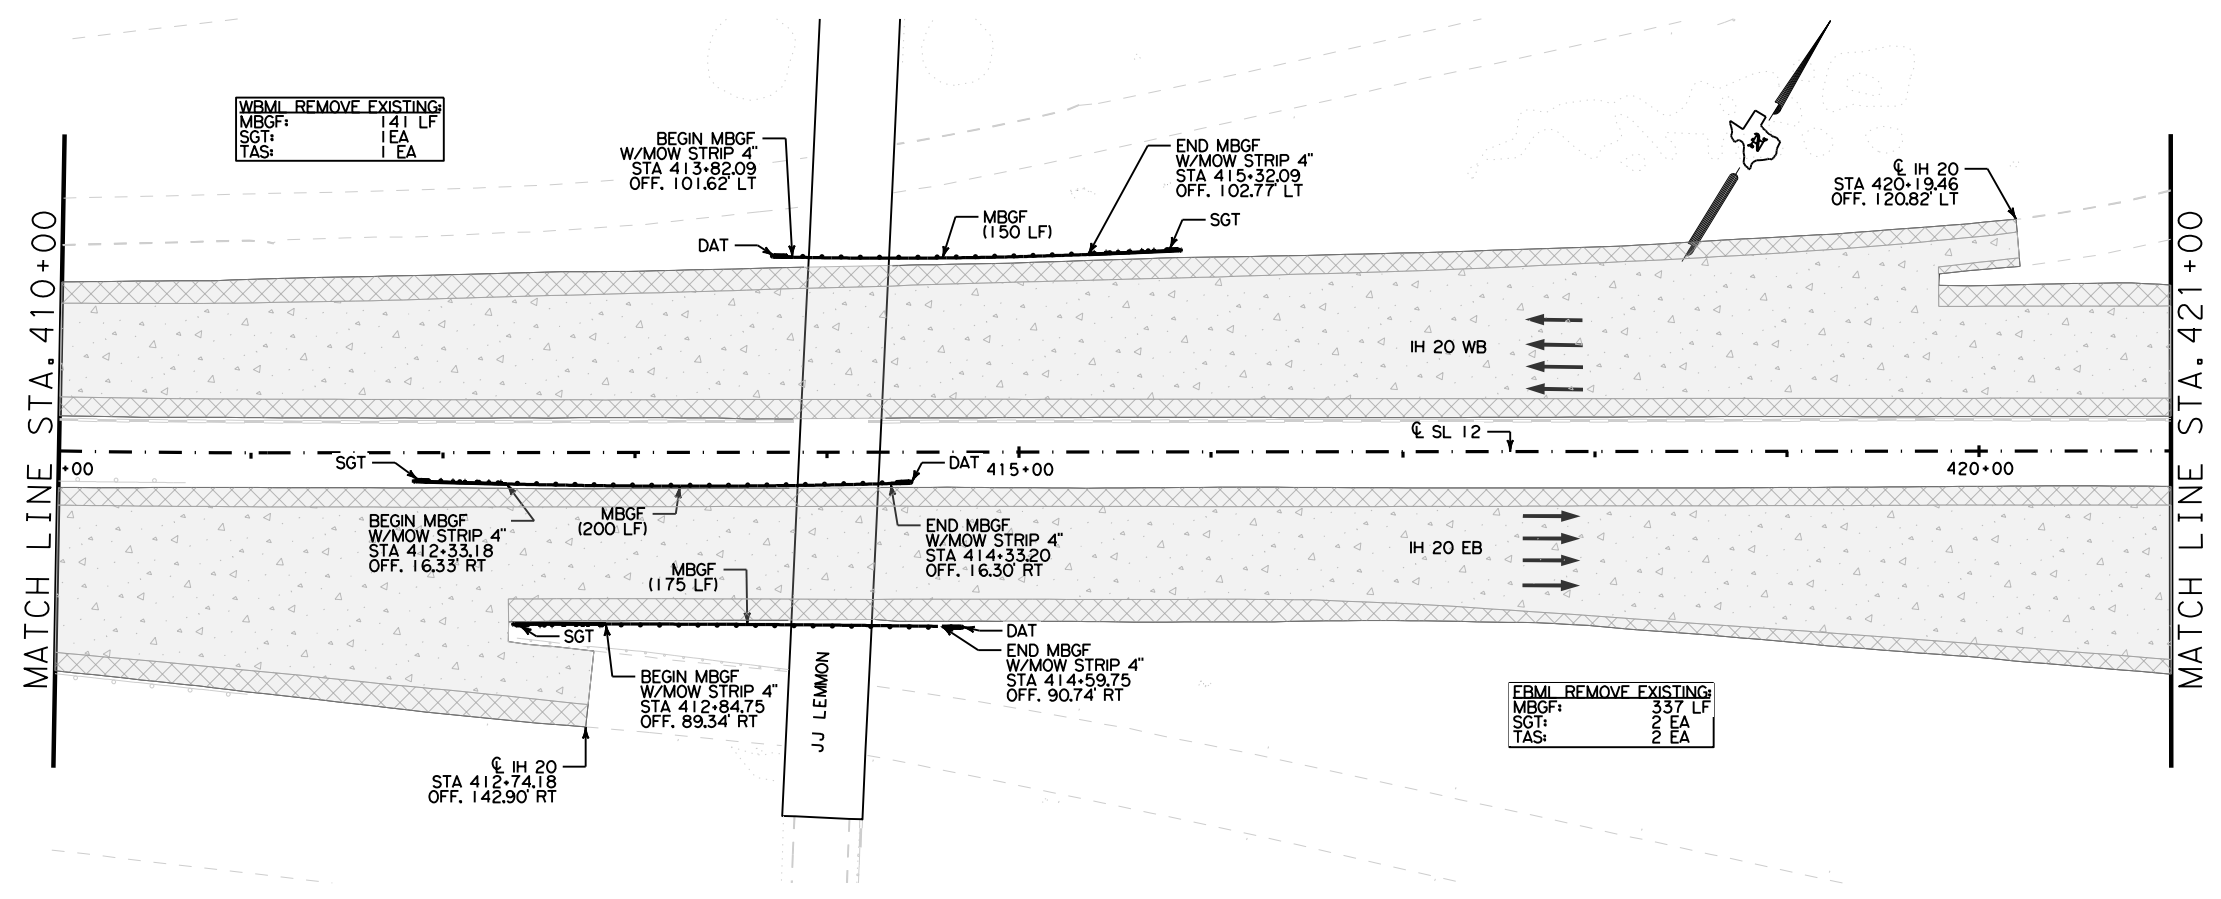 WBML REMOVE EXISTING:
MBGF: 141 LF
SGT: 1EA
TAS: 1 EA
BEGIN MBGF
W/MOW STRIP 4"
STA 413+82.09
OFF. 101.62' LT
END MBGF
W/MOW STRIP 4"
STA 415+32.09
OFF. 102.77' LT
MBGF
(150 LF)
SGT
DAT
N
℄ IH 20
STA 420+19.46
OFF. 120.82' LT
MATCH LINE STA. 410+00
MATCH LINE STA. 421+00
IH 20 WB
℄ SL 12
+00
415+00
420+00
SGT
DAT
BEGIN MBGF
W/MOW STRIP 4"
STA 412+33.18
OFF. 16.33' RT
MBGF
(200 LF)
END MBGF
W/MOW STRIP 4"
STA 414+33.20
OFF. 16.30' RT
IH 20 EB
MBGF
(175 LF)
SGT
DAT
END MBGF
W/MOW STRIP 4"
STA 414+59.75
OFF. 90.74' RT
BEGIN MBGF
W/MOW STRIP 4"
STA 412+84.75
OFF. 89.34' RT
JJ LEMMON
℄ IH 20
STA 412+74.18
OFF. 142.90' RT
EBML REMOVE EXISTING:
MBGF: 337 LF
SGT: 2 EA
TAS: 2 EA